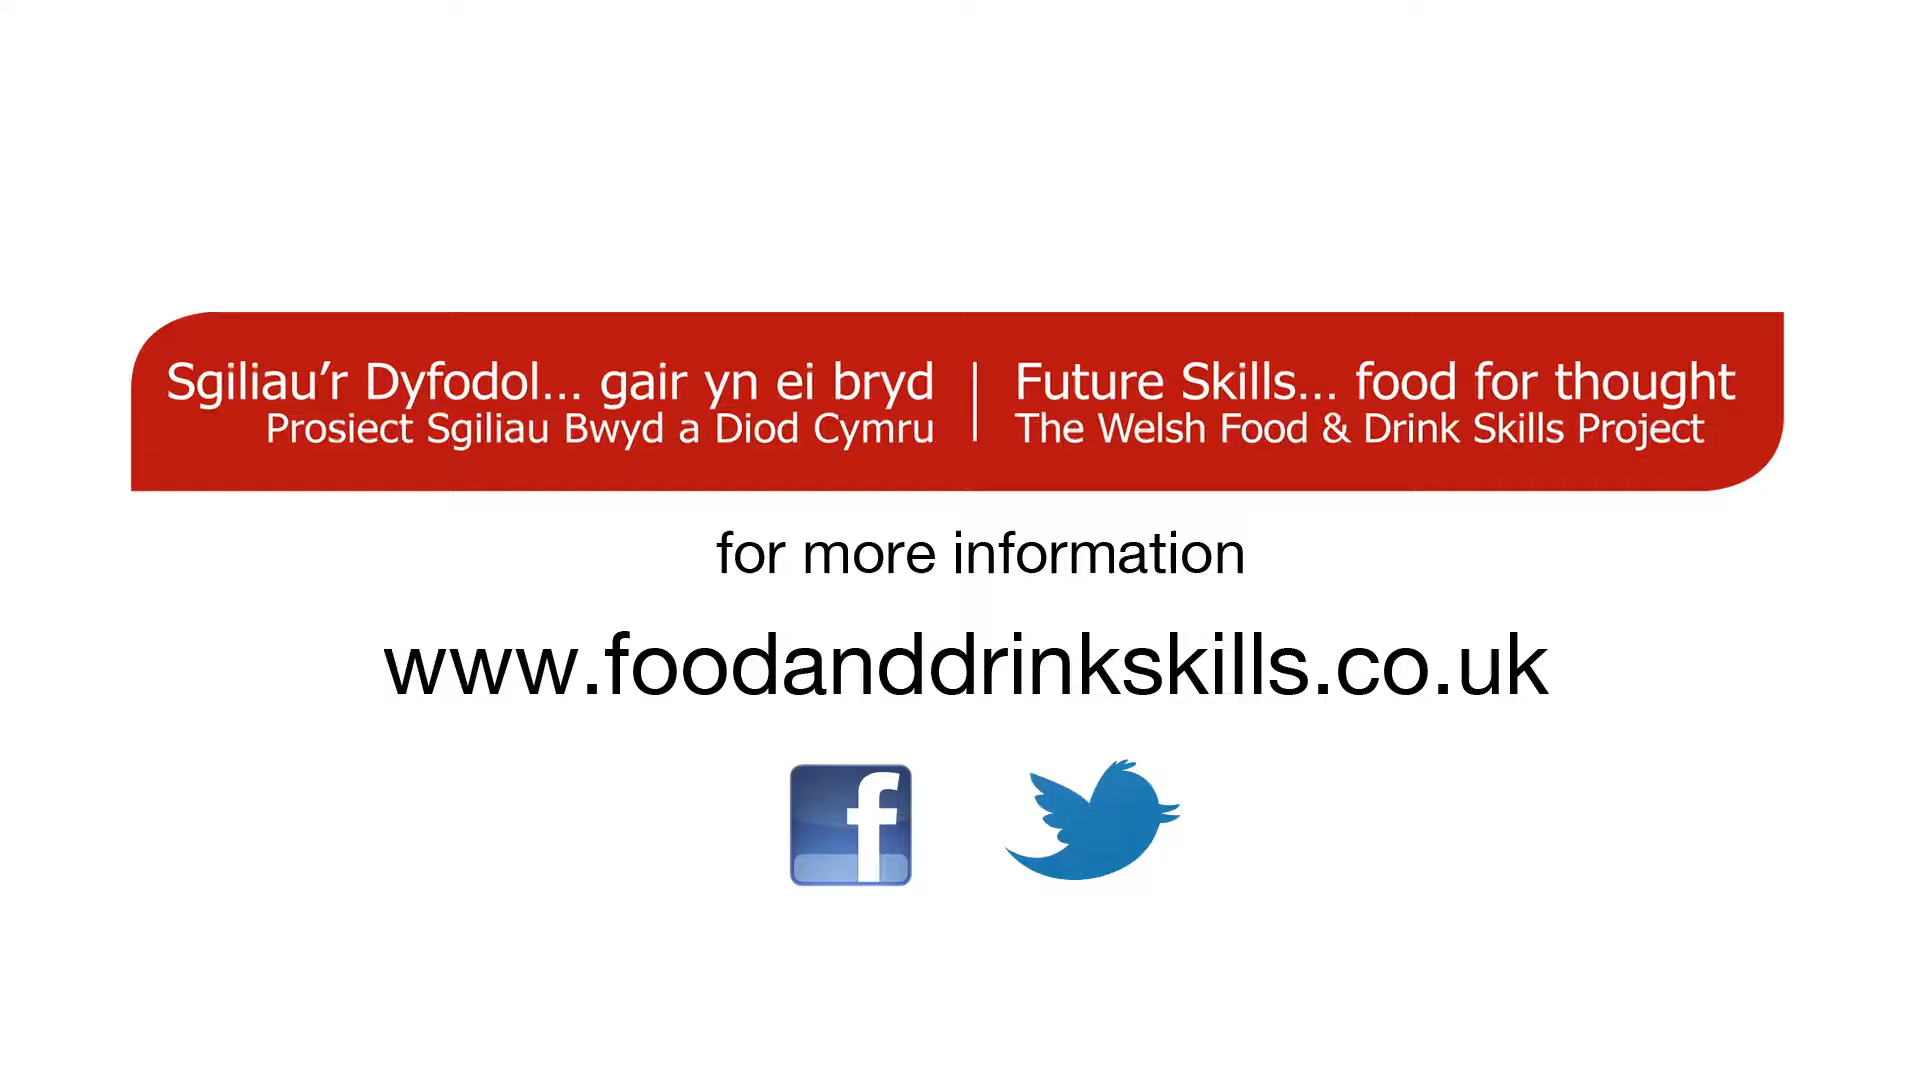 Sgiliau’r Dyfodol... gair yn ei bryd
Prosiect Sgiliau Bwyd a Diod Cymru
Future Skills... food for thought
The Welsh Food & Drink Skills Project
for more information
www.foodanddrinkskills.co.uk
f